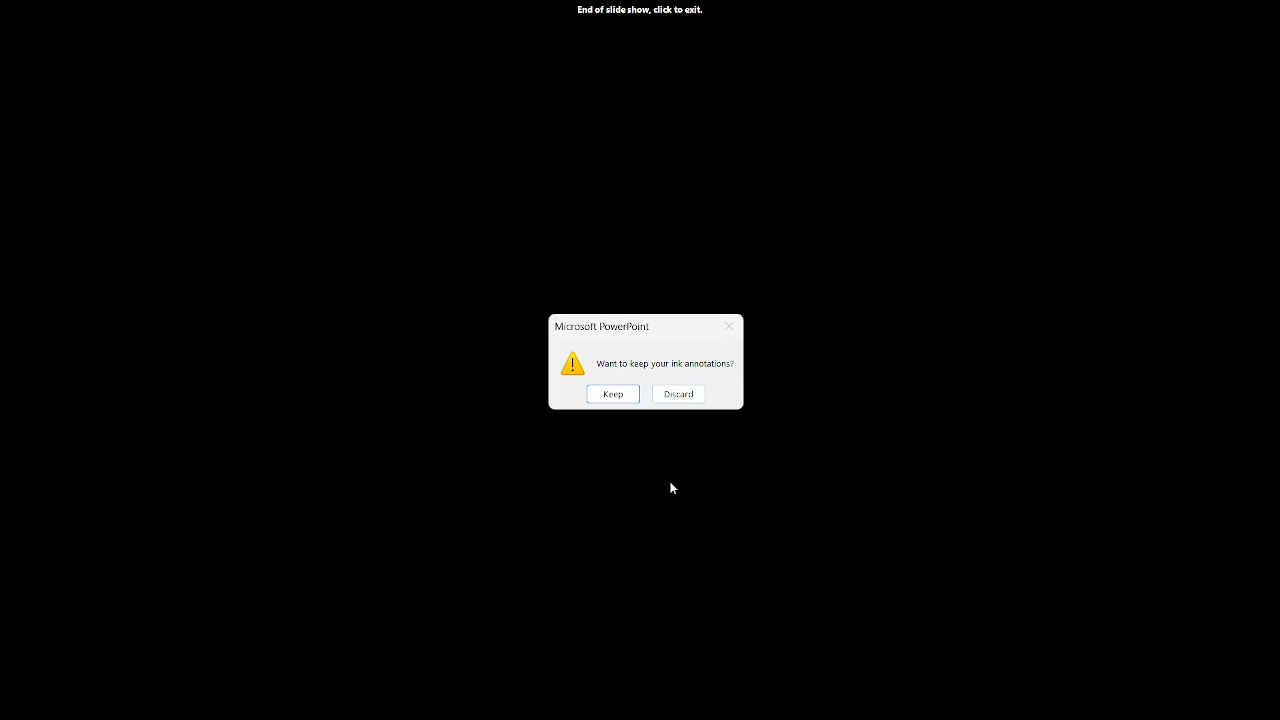 End of slide show, click to exit.
Microsoft PowerPoint
Want to keep your ink annotations?
Keep
Discard